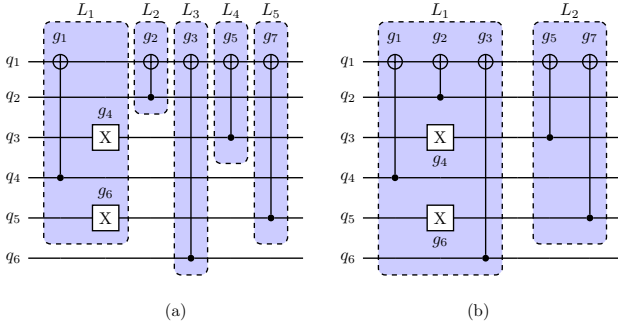 L1 L2 L3 L4 L5
g1 g2 g3 g5 g7
q1
q2
g4
q3 X
q4
g6
q5 X
q6
(a)
L1 L2
g1 g2 g3 g5 g7
q1
q2
q3 X
g4
q4
q5 X
g6
q6
(b)